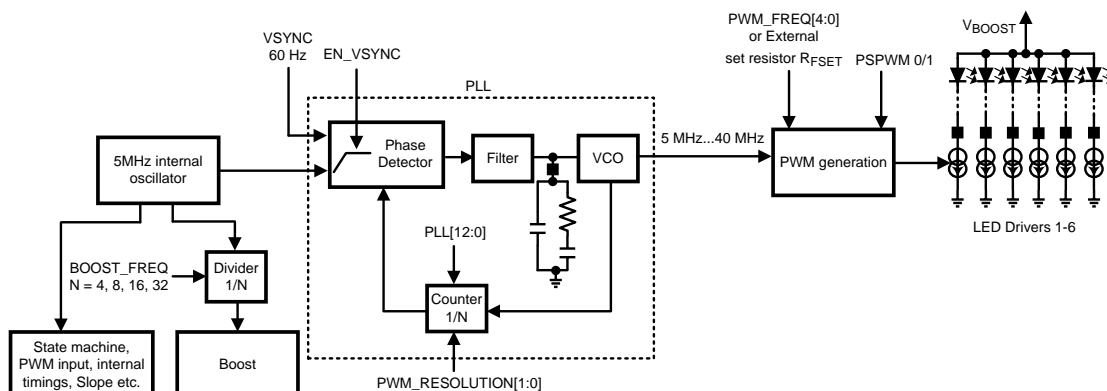 VSYNC
60 Hz
EN_VSYNC
PWM_FREQ[4:0]
or External
set resistor RFSET
PSPWM 0/1
VBOOST
PLL
5MHz internal
oscillator
Phase
Detector
Filter
VCO
5 MHz...40 MHz
PWM generation
LED Drivers 1-6
BOOST_FREQ
N = 4, 8, 16, 32
Divider
1/N
PLL[12:0]
Counter
1/N
State machine,
PWM input, internal
timings, Slope etc.
Boost
PWM_RESOLUTION[1:0]